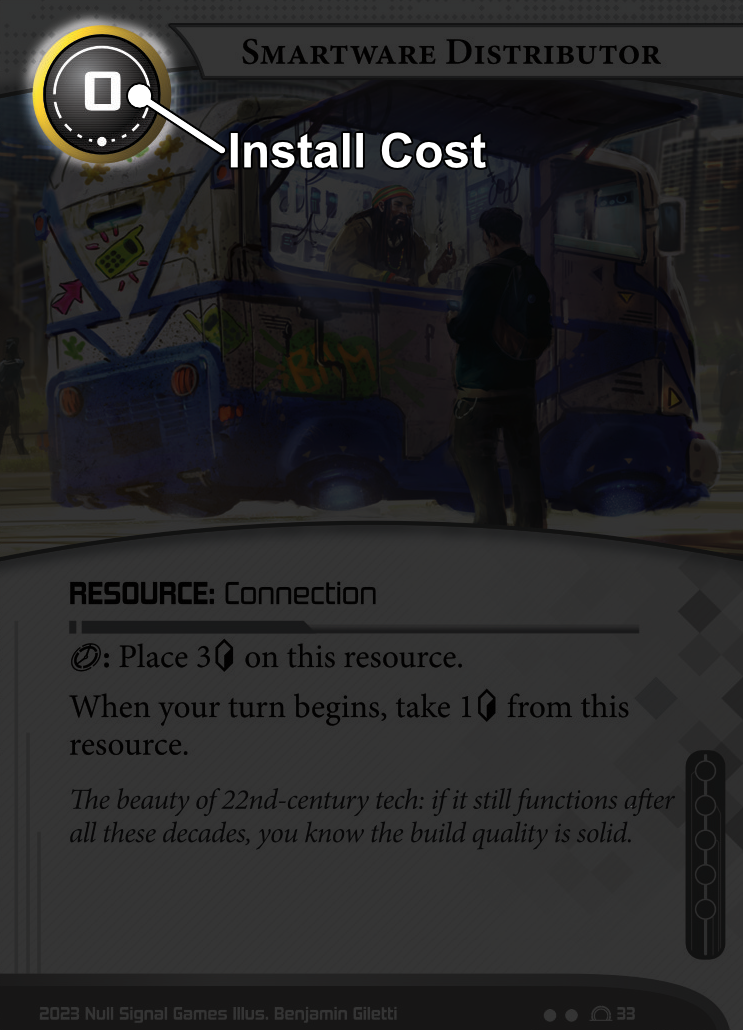 Smartware Distributor
0
Install Cost
BHM
RESOURCE: Connection
: Place 3 on this resource.
When your turn begins, take 1 from this
resource.
The beauty of 22nd-century tech: if it still functions after
all these decades, you know the build quality is solid.
2023 Null Signal Games Illus. Benjamin Giletti
33